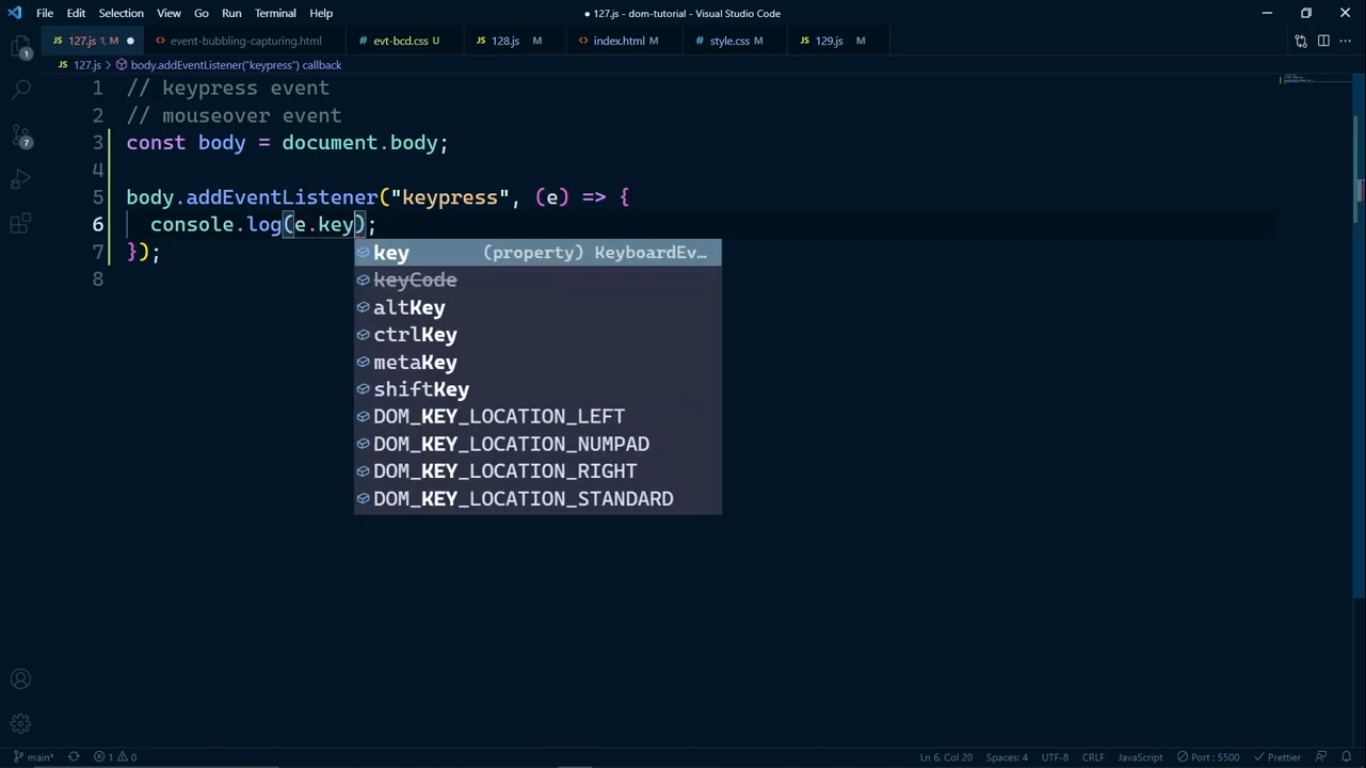 File Edit Selection View Go Run Terminal Help ● 127.js - dom-tutorial - Visual Studio Code
JS 127.js 1, M ● <> event-bubbling-capturing.html # evt-bcd.css U JS 128.js M <> index.html M # style.css M JS 129.js M
JS 127.js > body.addEventListener("keypress") callback
1 // keypress event
2 // mouseover event
3 const body = document.body;
4
5 body.addEventListener("keypress", (e) => {
6 console.log(e.key);
7 });
8
key (property) KeyboardEv…
keyCode
altKey
ctrlKey
metaKey
shiftKey
DOM_KEY_LOCATION_LEFT
DOM_KEY_LOCATION_NUMPAD
DOM_KEY_LOCATION_RIGHT
DOM_KEY_LOCATION_STANDARD
1
7
main* 1 0 Ln 6, Col 20 Spaces: 4 UTF-8 CRLF JavaScript Port : 5500 Prettier